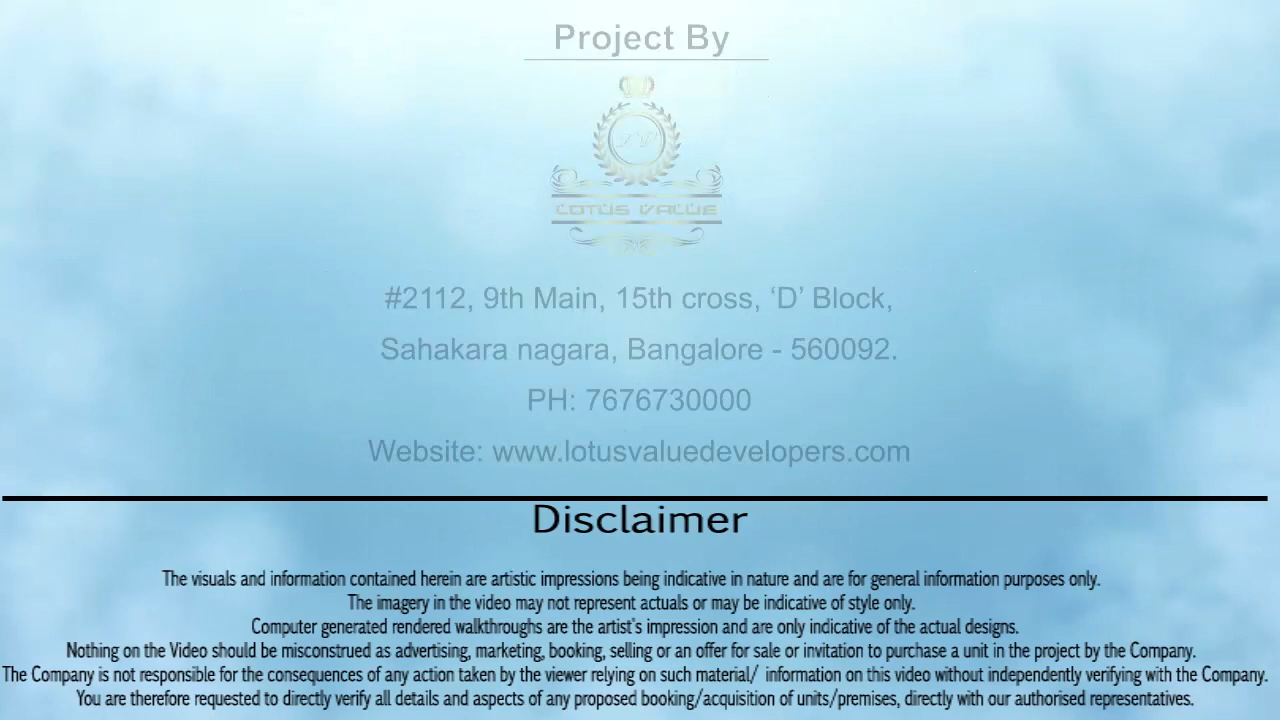 Project By
LOTUS VALUE
#2112, 9th Main, 15th cross, ‘D’ Block,
Sahakara nagara, Bangalore - 560092.
PH: 7676730000
Website: www.lotusvaluedevelopers.com
Disclaimer
The visuals and information contained herein are artistic impressions being indicative in nature and are for general information purposes only.
The imagery in the video may not represent actuals or may be indicative of style only.
Computer generated rendered walkthroughs are the artist's impression and are only indicative of the actual designs.
Nothing on the Video should be misconstrued as advertising, marketing, booking, selling or an offer for sale or invitation to purchase a unit in the project by the Company.
The Company is not responsible for the consequences of any action taken by the viewer relying on such material/ information on this video without independently verifying with the Company.
You are therefore requested to directly verify all details and aspects of any proposed booking/acquisition of units/premises, directly with our authorised representatives.